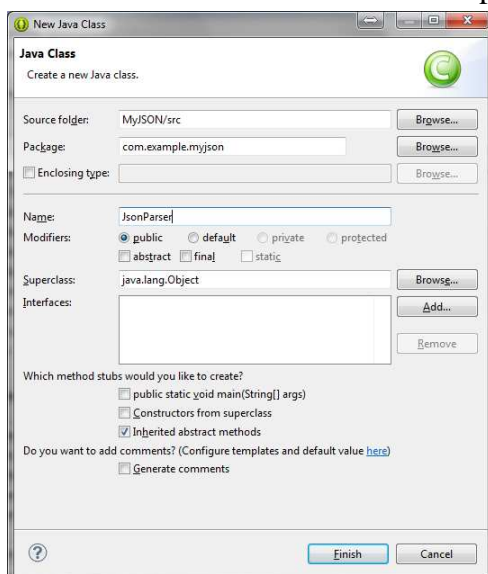 New Java Class
Java Class
Create a new Java class.
Source folder: MyJSON/src Browse...
Package: com.example.myjson Browse...
Enclosing type: Browse...
Name: JsonParser
Modifiers: public default private protected
abstract final static
Superclass: java.lang.Object Browse...
Interfaces: Add...
Remove
Which method stubs would you like to create?
public static void main(String[] args)
Constructors from superclass
Inherited abstract methods
Do you want to add comments? (Configure templates and default value here)
Generate comments
Finish Cancel